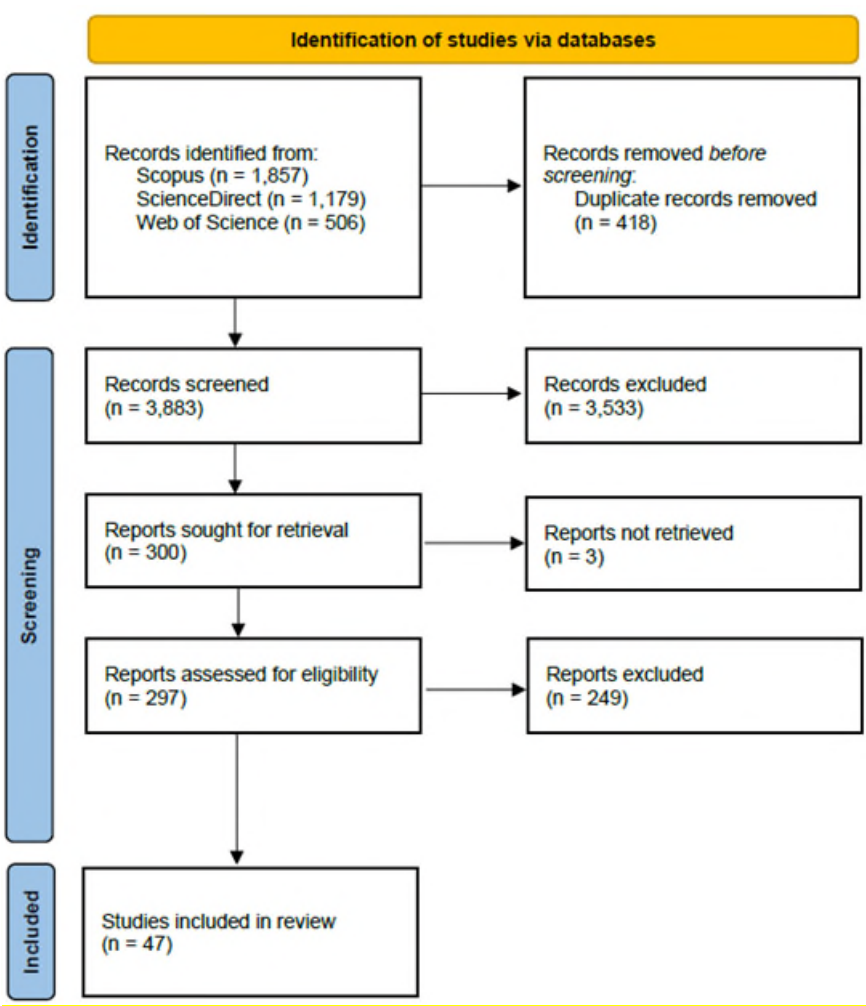 Identification of studies via databases
Identification
Records identified from:
Scopus (n = 1,857)
ScienceDirect (n = 1,179)
Web of Science (n = 506)
Records removed before
screening:
Duplicate records removed
(n = 418)
Screening
Records screened
(n = 3,883)
Records excluded
(n = 3,533)
Reports sought for retrieval
(n = 300)
Reports not retrieved
(n = 3)
Reports assessed for eligibility
(n = 297)
Reports excluded
(n = 249)
Included
Studies included in review
(n = 47)